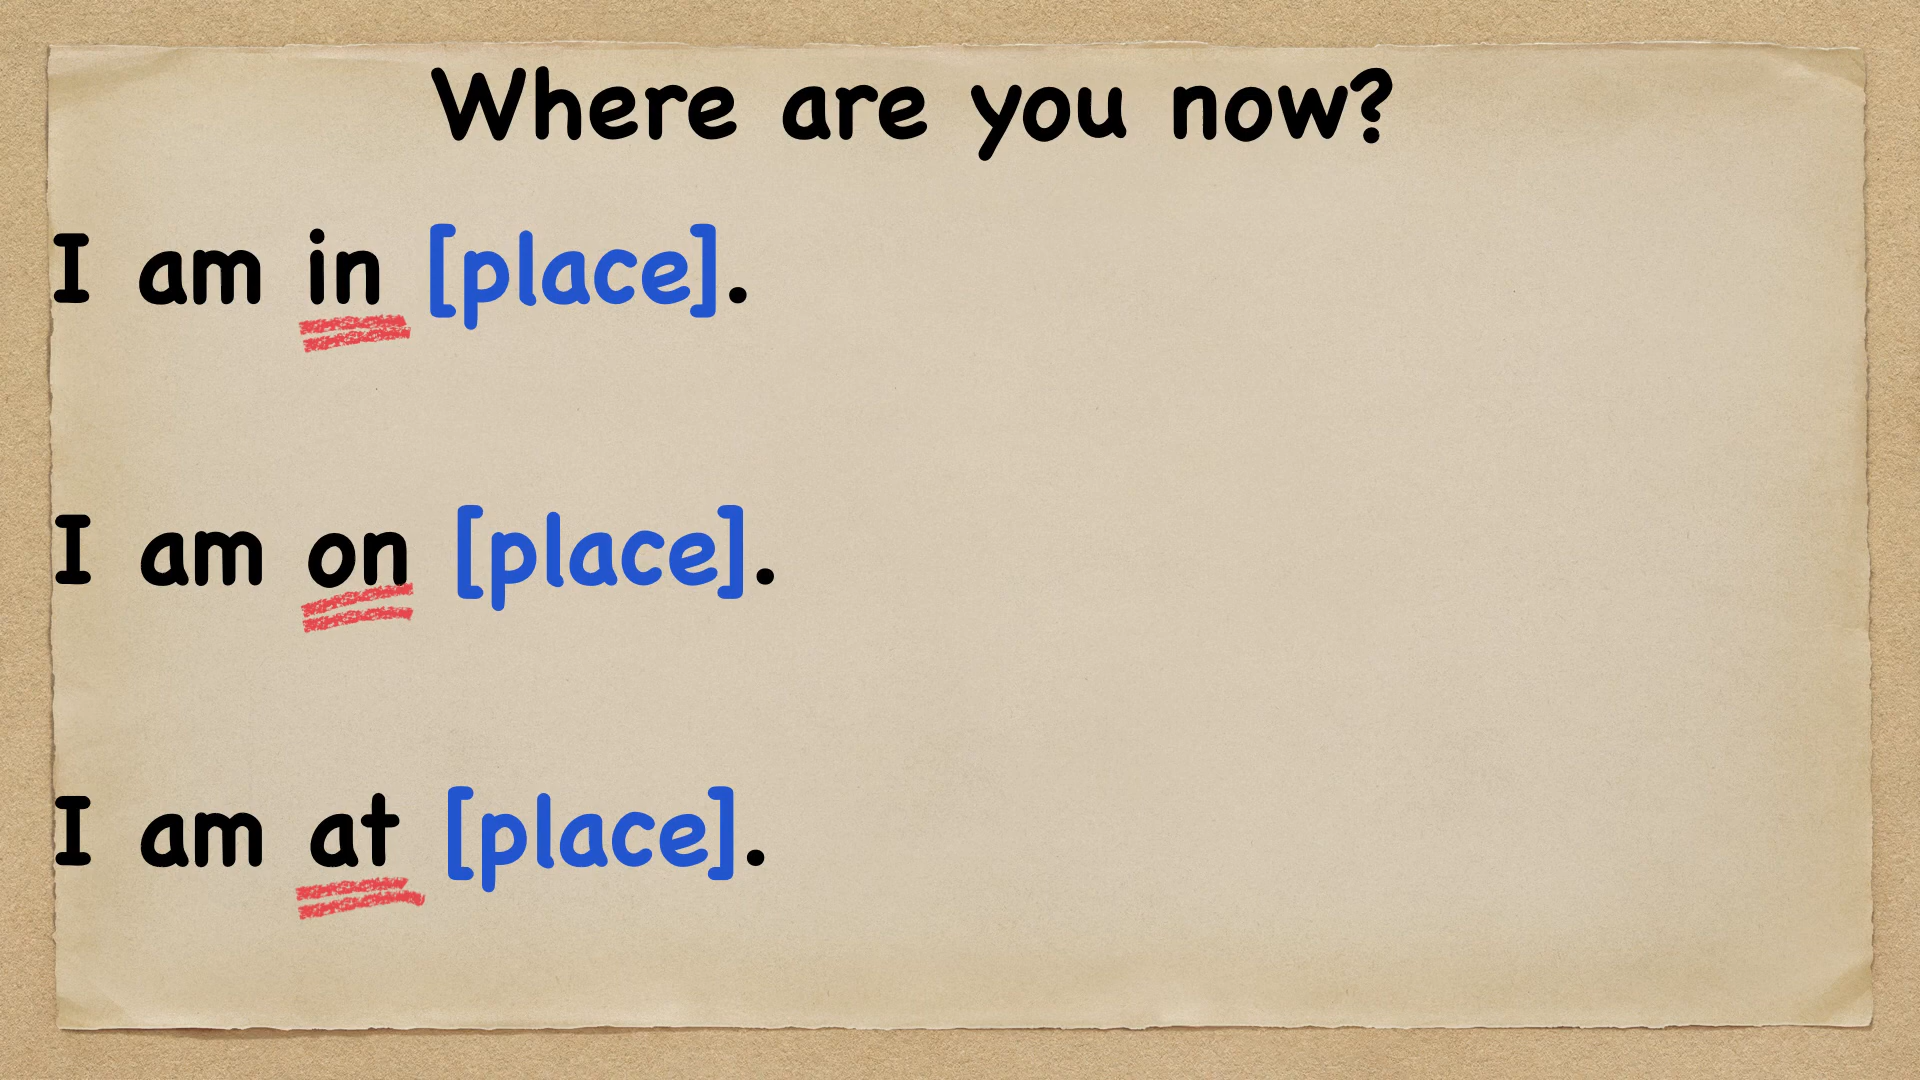 Where are you now?
I am in [place].
I am on [place].
I am at [place].